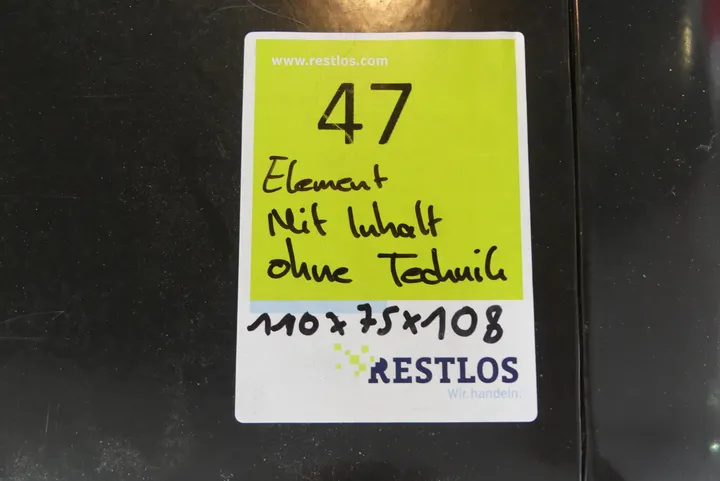 www.restlos.com
47
Element
Mit Inhalt
ohne Technik
110x75x108
RESTLOS
Wir handeln.